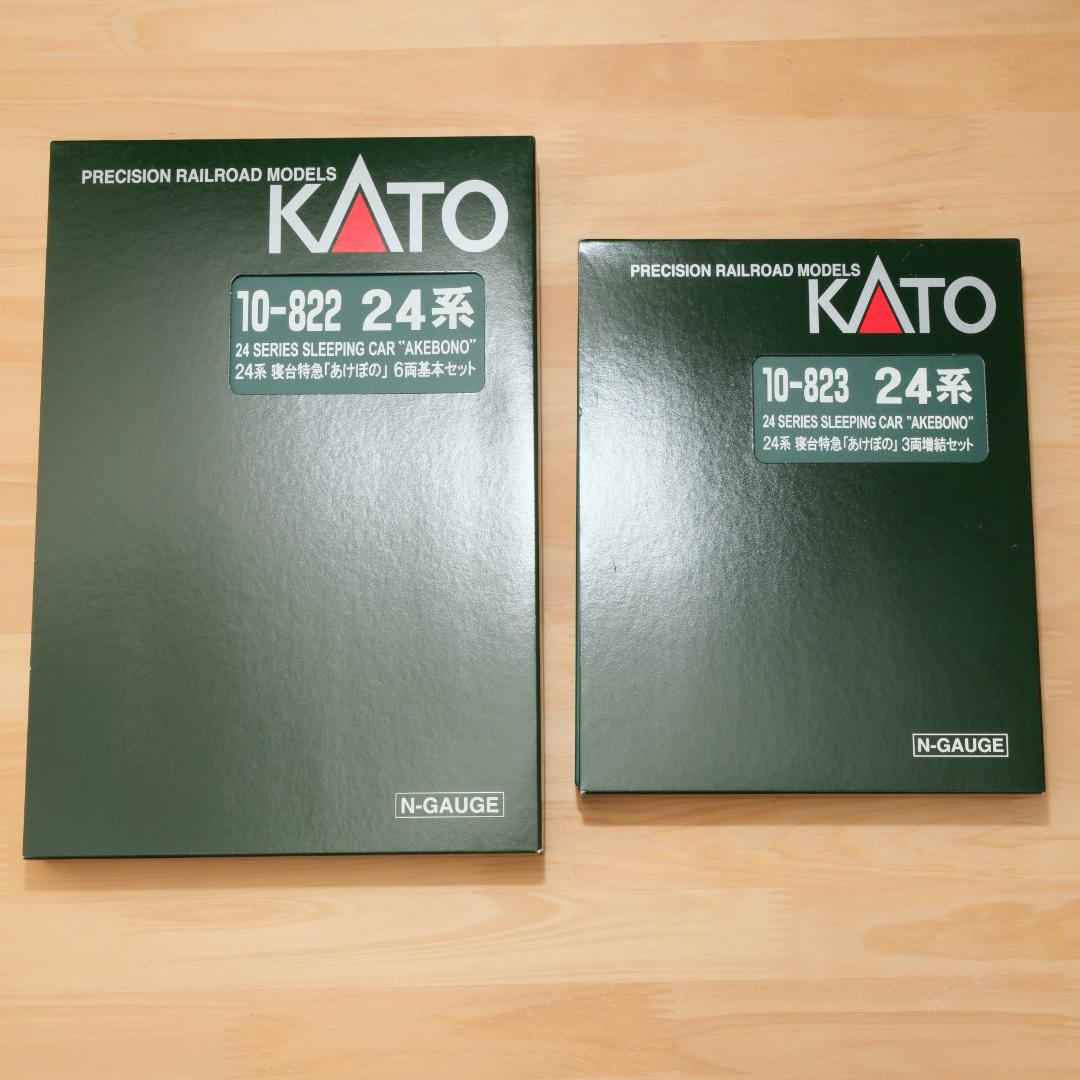 PRECISION RAILROAD MODELS
KATO
10-822 24系
24 SERIES SLEEPING CAR "AKEBONO"
24系 寝台特急「あけぼの」 6両基本セット
N-GAUGE
PRECISION RAILROAD MODELS
KATO
10-823 24系
24 SERIES SLEEPING CAR "AKEBONO"
24系 寝台特急「あけぼの」 3両増結セット
N-GAUGE